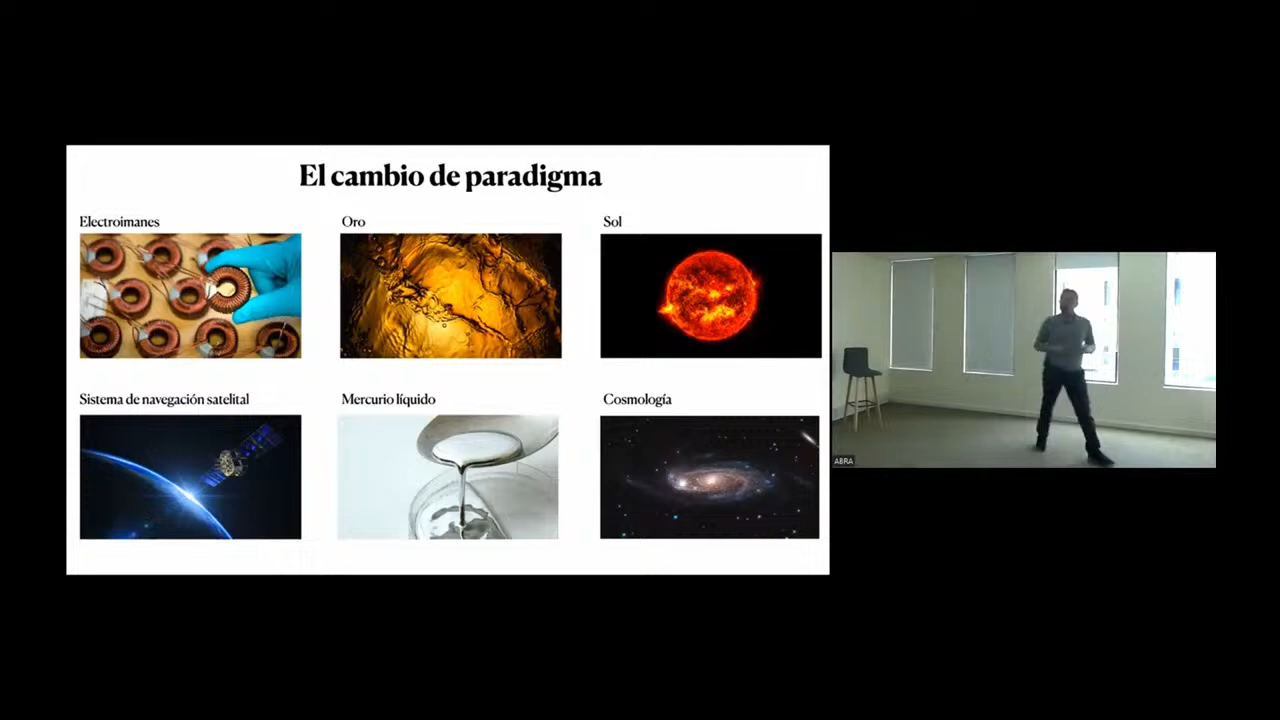 El cambio de paradigma
Electroimanes
Oro
Sol
Sistema de navegación satelital
Mercurio líquido
Cosmología
ABRA